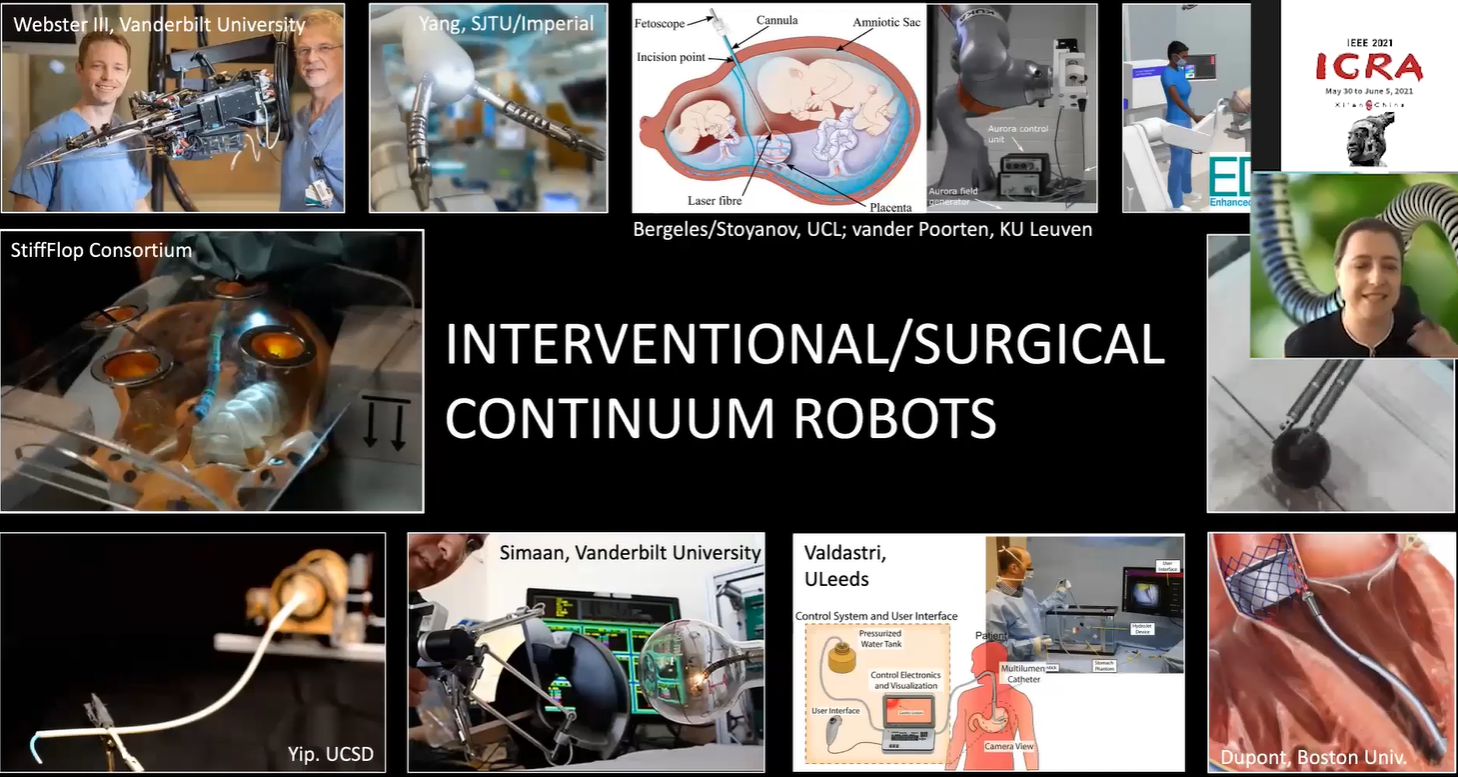 Webster III, Vanderbilt University
Yang, SJTU/Imperial
Fetoscope
Cannula
Amniotic Sac
Incision point
Laser fibre
Placenta
Aurora control
unit
Aurora field
generator
Bergeles/Stoyanov, UCL; vander Poorten, KU Leuven
ED
Enhanced
IEEE 2021
ICRA
May 30 to June 5, 2021
Xi'an China
StiffFlop Consortium
INTERVENTIONAL/SURGICAL
CONTINUUM ROBOTS
Yip. UCSD
Simaan, Vanderbilt University
Valdastri,
ULeeds
Control System and User Interface
Pressurized
Water Tank
Control Electronics
and Visualization
User Interface
Patient
Multilumen
Catheter
Camera View
User
Interface
HydroJet
Device
Stomach
Phantom
Dupont, Boston Univ.